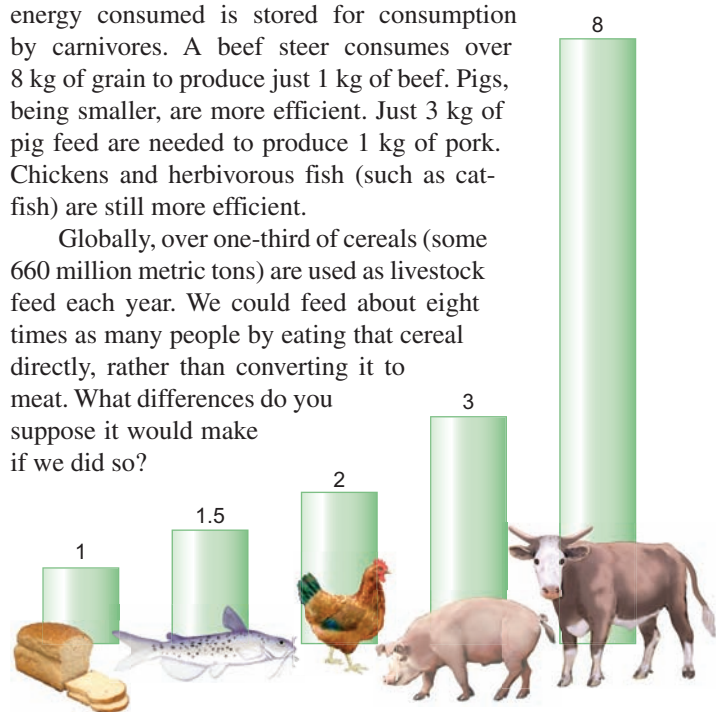 energy consumed is stored for consumption
by carnivores. A beef steer consumes over
8 kg of grain to produce just 1 kg of beef. Pigs,
being smaller, are more efficient. Just 3 kg of
pig feed are needed to produce 1 kg of pork.
Chickens and herbivorous fish (such as cat-
fish) are still more efficient.
Globally, over one-third of cereals (some
660 million metric tons) are used as livestock
feed each year. We could feed about eight
times as many people by eating that cereal
directly, rather than converting it to
meat. What differences do you
suppose it would make
if we did so?
1
1.5
2
3
8